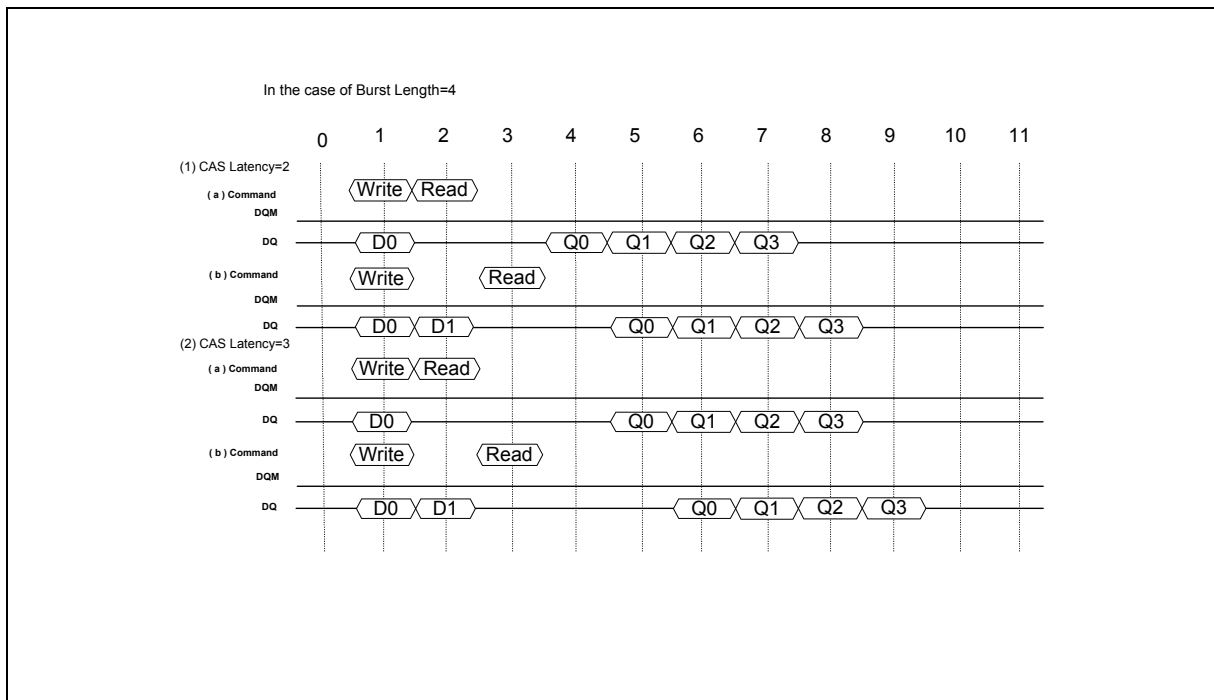 In the case of Burst Length=4
0 1 2 3 4 5 6 7 8 9 10 11
(1) CAS Latency=2
( a ) Command Write Read
DQM
DQ D0 Q0 Q1 Q2 Q3
( b ) Command Write Read
DQM
DQ D0 D1 Q0 Q1 Q2 Q3
(2) CAS Latency=3
( a ) Command Write Read
DQM
DQ D0 Q0 Q1 Q2 Q3
( b ) Command Write Read
DQM
DQ D0 D1 Q0 Q1 Q2 Q3